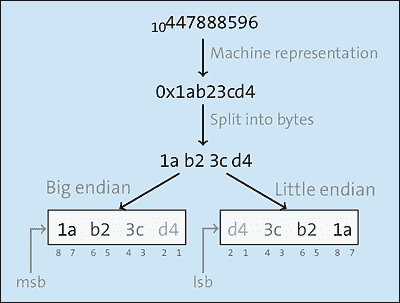 10447888596
Machine representation
0x1ab23cd4
Split into bytes
1a b2 3c d4
Big endian Little endian
1a b2 3c d4 d4 3c b2 1a
8 7 6 5 4 3 2 1 2 1 4 3 6 5 8 7
msb lsb